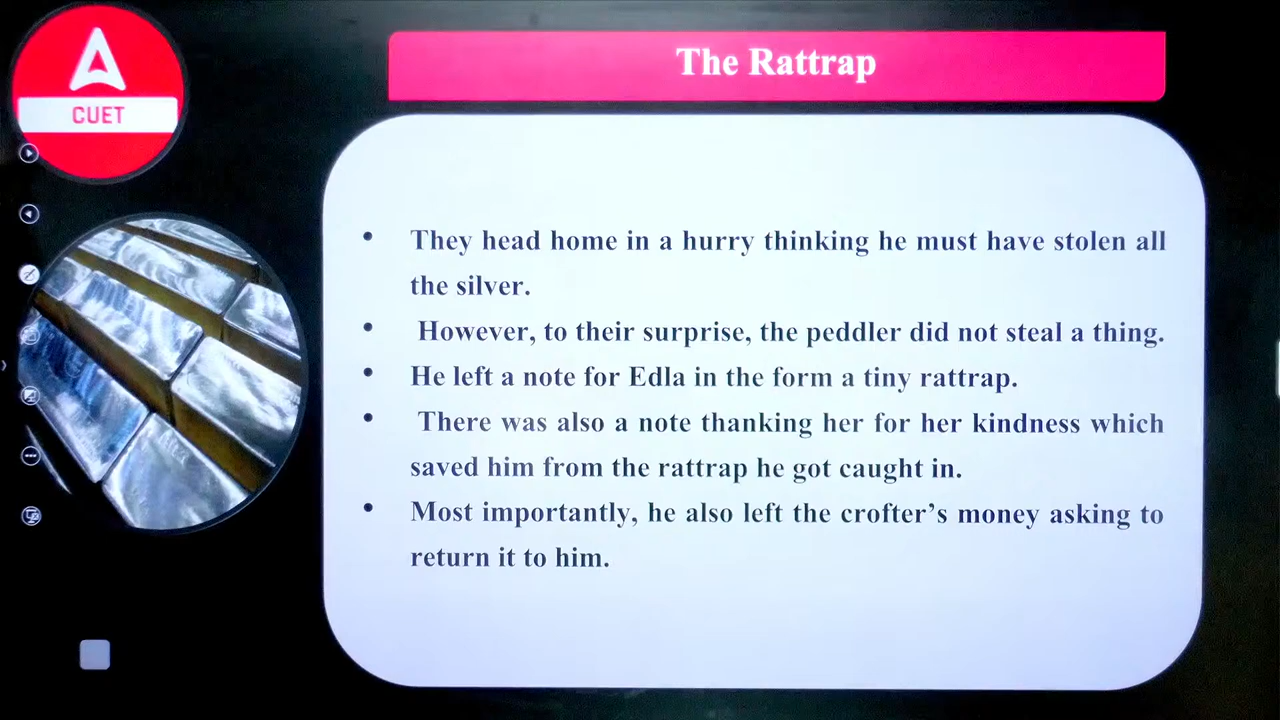 CUET
The Rattrap
• They head home in a hurry thinking he must have stolen all
the silver.
• However, to their surprise, the peddler did not steal a thing.
• He left a note for Edla in the form a tiny rattrap.
• There was also a note thanking her for her kindness which
saved him from the rattrap he got caught in.
• Most importantly, he also left the crofter’s money asking to
return it to him.